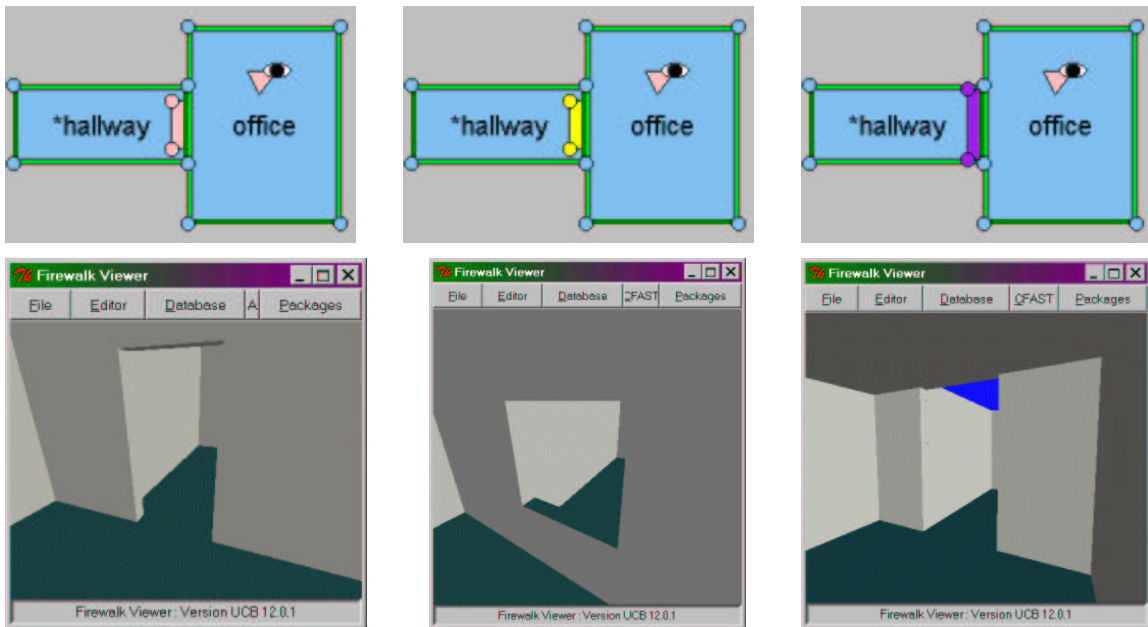 *hallway office
*hallway office
*hallway office
Firewalk Viewer
File Editor Database A Packages
Firewalk Viewer : Version UCB 12.0.1
Firewalk Viewer
File Editor Database CFAST Packages
Firewalk Viewer : Version UCB 12.0.1
Firewalk Viewer
File Editor Database CFAST Packages
Firewalk Viewer : Version UCB 12.0.1